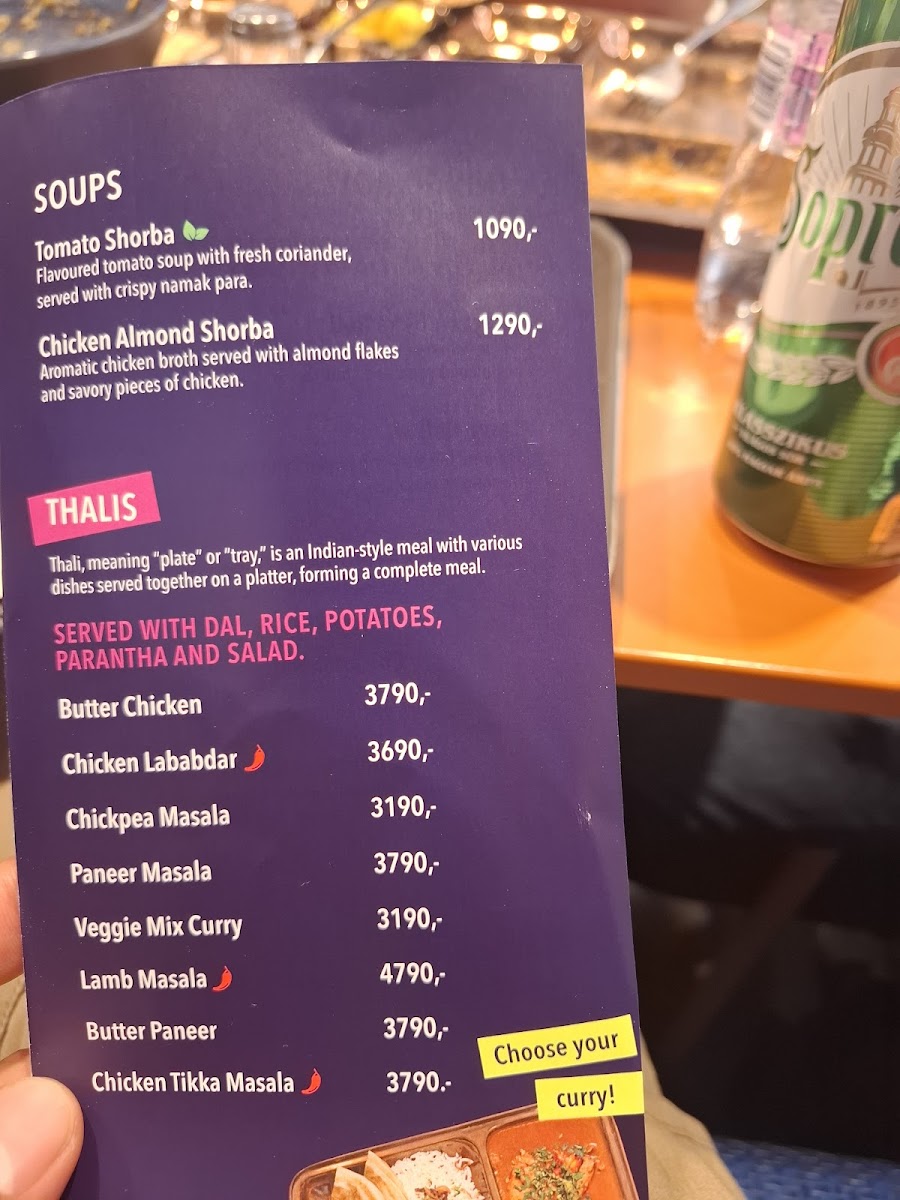 SOUPS
Tomato Shorba 1090,-
Flavoured tomato soup with fresh coriander,
served with crispy namak para.
Chicken Almond Shorba 1290,-
Aromatic chicken broth served with almond flakes
and savory pieces of chicken.
THALIS
Thali, meaning "plate" or "tray," is an Indian-style meal with various
dishes served together on a platter, forming a complete meal.
SERVED WITH DAL, RICE, POTATOES,
PARANTHA AND SALAD.
Butter Chicken 3790,-
Chicken Lababdar 3690,-
Chickpea Masala 3190,-
Paneer Masala 3790,-
Veggie Mix Curry 3190,-
Lamb Masala 4790,-
Butter Paneer 3790,-
Chicken Tikka Masala 3790.-
Choose your
curry!
Sopr
1895